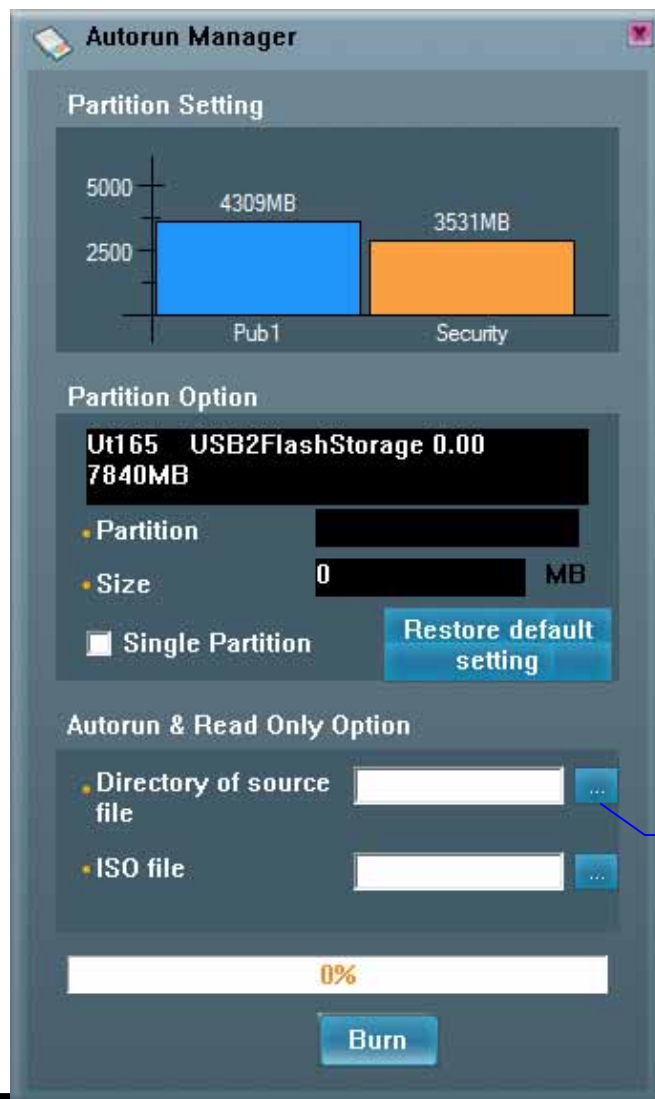 Autorun Manager
Partition Setting
5000
4309MB
3531MB
2500
Pub1
Security
Partition Option
Ut165 USB2FlashStorage 0.00
7840MB
Partition
Size
0
MB
Single Partition
Restore default
setting
Autorun & Read Only Option
Directory of source
file
...
ISO file
...
0%
Burn